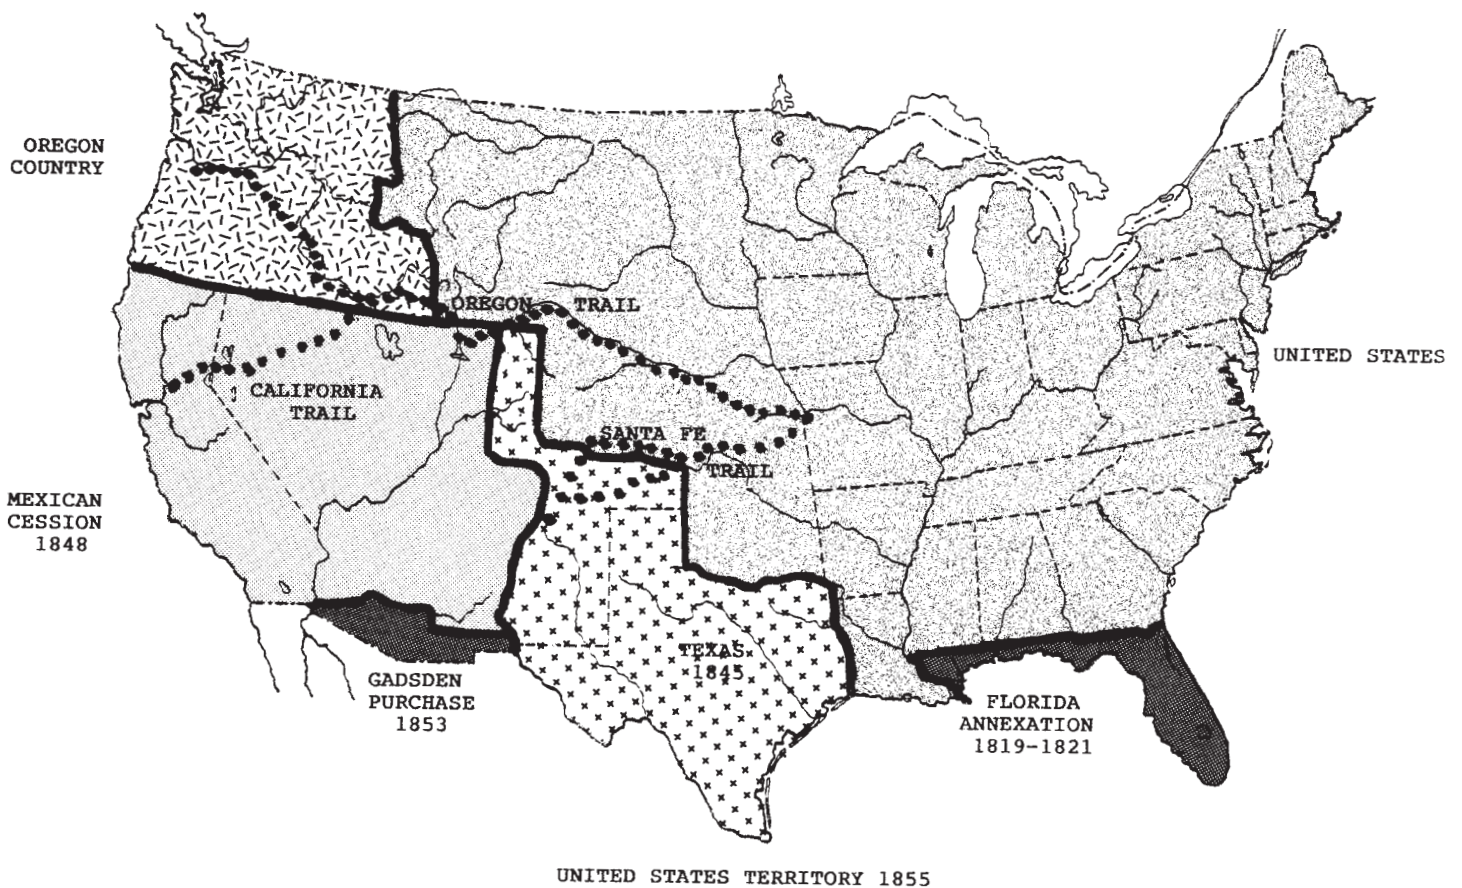 OREGON
COUNTRY
OREGON TRAIL
UNITED STATES
CALIFORNIA
TRAIL
SANTA FE
TRAIL
MEXICAN
CESSION
1848
TEXAS
1845
GADSDEN
PURCHASE
1853
FLORIDA
ANNEXATION
1819-1821
UNITED STATES TERRITORY 1855